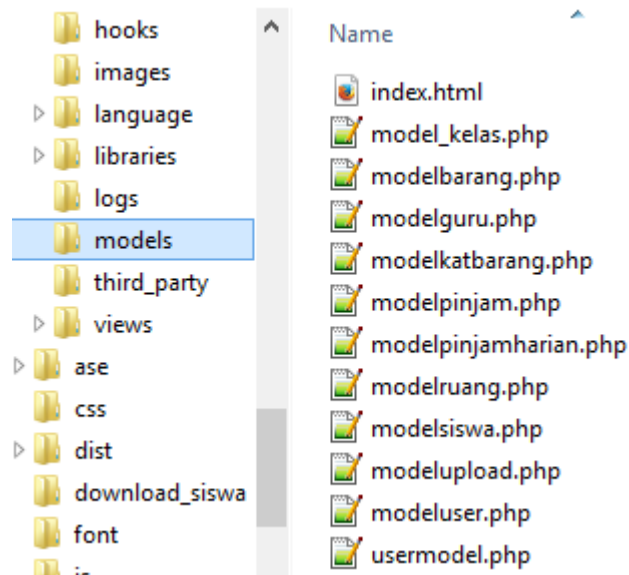 hooks
images
language
libraries
logs
models
third_party
views
ase
css
dist
download_siswa
font
Name
index.html
model_kelas.php
modelbarang.php
modelguru.php
modelkatbarang.php
modelpinjam.php
modelpinjamharian.php
modelruang.php
modelsiswa.php
modelupload.php
modeluser.php
usermodel.php